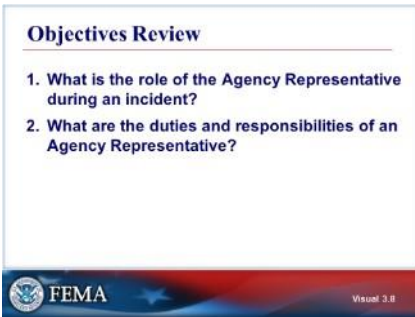 Objectives Review
1. What is the role of the Agency Representative
during an incident?
2. What are the duties and responsibilities of an
Agency Representative?
FEMA
Visual 3.8